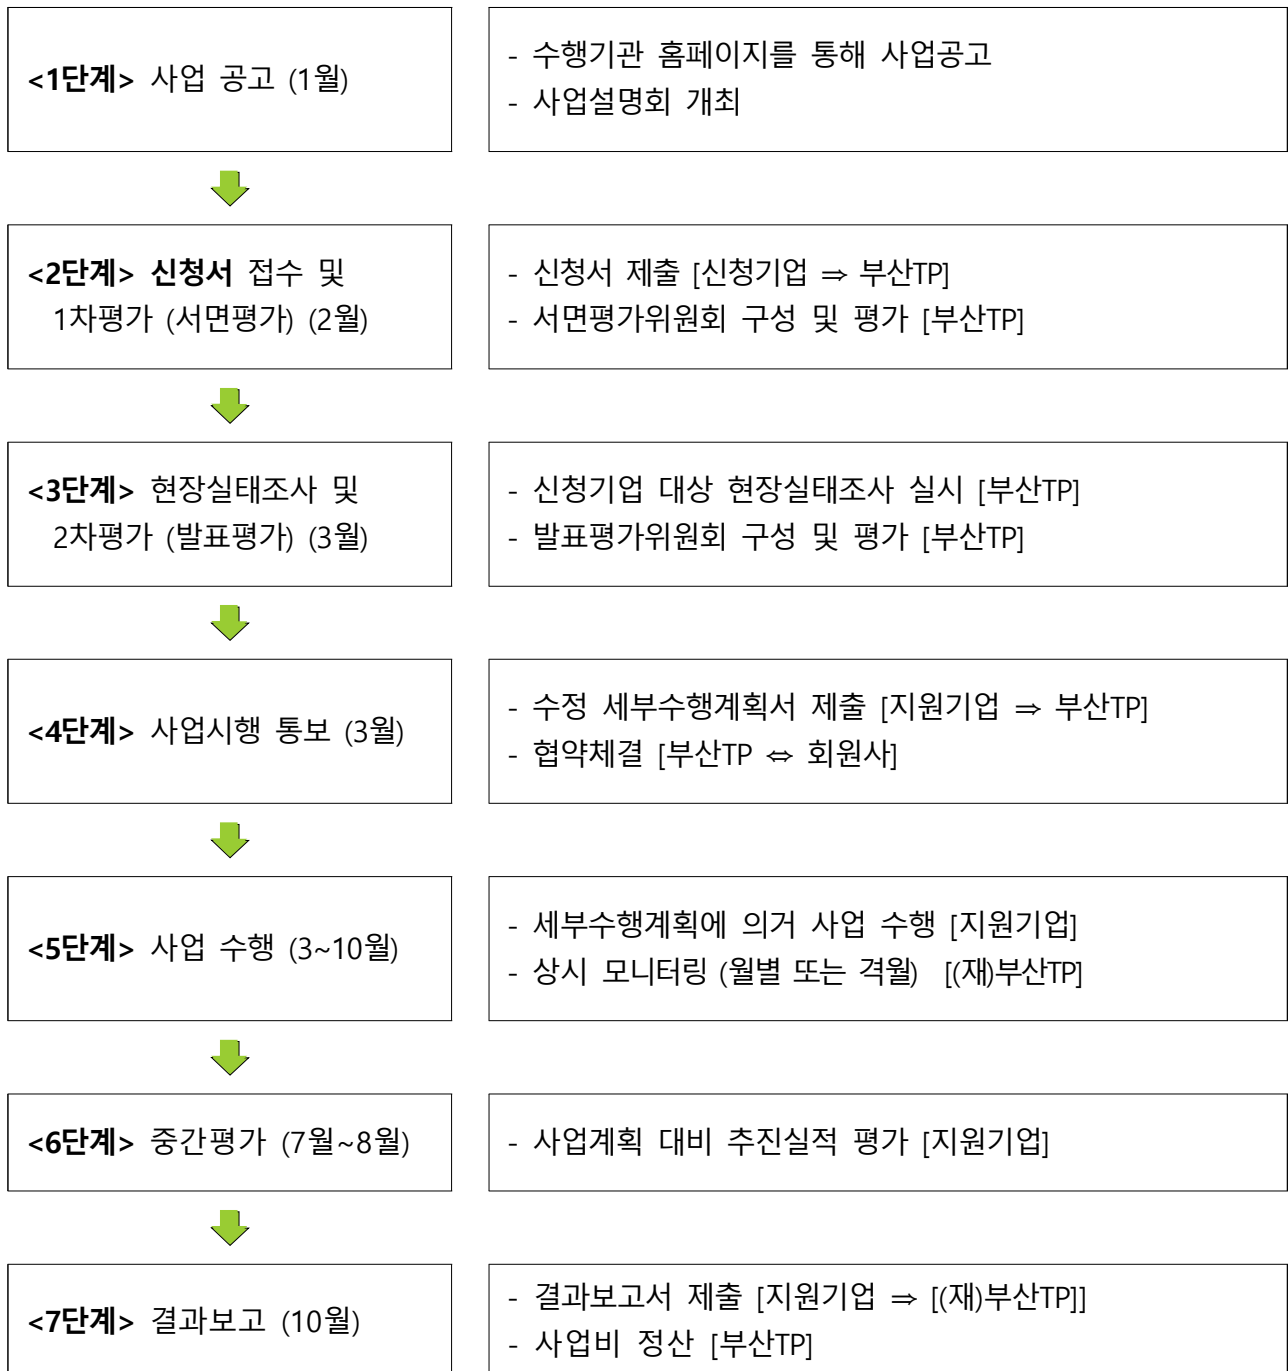 <1단계> 사업 공고 (1월)
- 수행기관 홈페이지를 통해 사업공고
- 사업설명회 개최
<2단계> 신청서 접수 및
1차평가 (서면평가) (2월)
- 신청서 제출 [신청기업 ⇒ 부산TP]
- 서면평가위원회 구성 및 평가 [부산TP]
<3단계> 현장실태조사 및
2차평가 (발표평가) (3월)
- 신청기업 대상 현장실태조사 실시 [부산TP]
- 발표평가위원회 구성 및 평가 [부산TP]
<4단계> 사업시행 통보 (3월)
- 수정 세부수행계획서 제출 [지원기업 ⇒ 부산TP]
- 협약체결 [부산TP ⇔ 회원사]
<5단계> 사업 수행 (3~10월)
- 세부수행계획에 의거 사업 수행 [지원기업]
- 상시 모니터링 (월별 또는 격월) [(재)부산TP]
<6단계> 중간평가 (7월~8월)
- 사업계획 대비 추진실적 평가 [지원기업]
<7단계> 결과보고 (10월)
- 결과보고서 제출 [지원기업 ⇒ [(재)부산TP]]
- 사업비 정산 [부산TP]